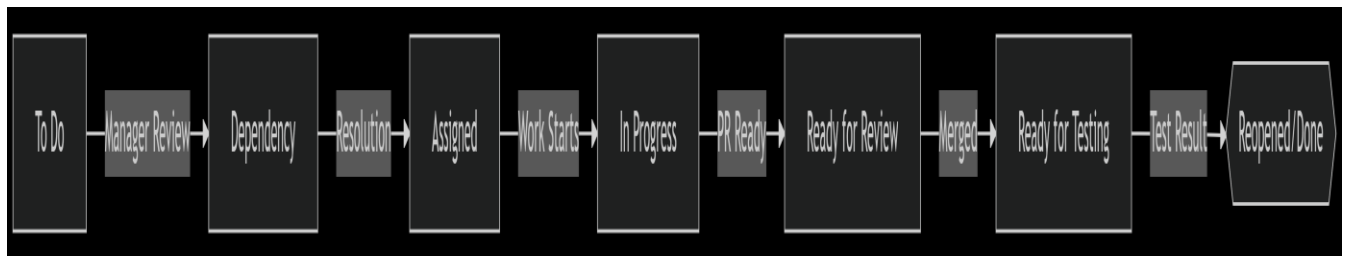 To Do
Manager Review
Dependency
Resolution
Assigned
Work Starts
In Progress
PR Ready
Ready for Review
Merged
Ready for Testing
Test Result
Reopened/Done